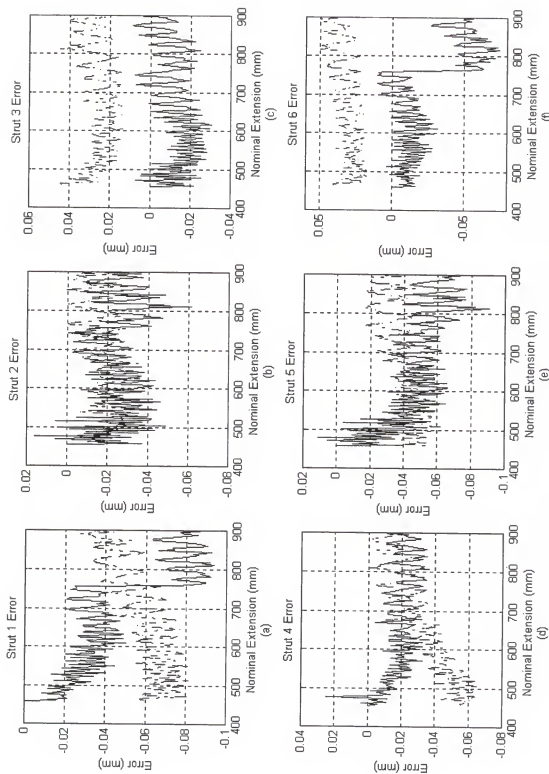 Strut 1 Error
Error (mm)
0
-0.02
-0.04
-0.06
-0.08
-0.1
400 500 600 700 800 900
Nominal Extension (mm)
(a)
Strut 2 Error
Error (mm)
0.02
0
-0.02
-0.04
-0.06
-0.08
400 500 600 700 800 900
Nominal Extension (mm)
(b)
Strut 3 Error
Error (mm)
0.06
0.04
0.02
0
-0.02
-0.04
400 500 600 700 800 900
Nominal Extension (mm)
(c)
Strut 4 Error
Error (mm)
0.04
0.02
0
-0.02
-0.04
-0.06
-0.08
400 500 600 700 800 900
Nominal Extension (mm)
(d)
Strut 5 Error
Error (mm)
0.02
0
-0.02
-0.04
-0.06
-0.08
-0.1
400 500 600 700 800 900
Nominal Extension (mm)
(e)
Strut 6 Error
Error (mm)
0.05
0
-0.05
400 500 600 700 800 900
Nominal Extension (mm)
(f)